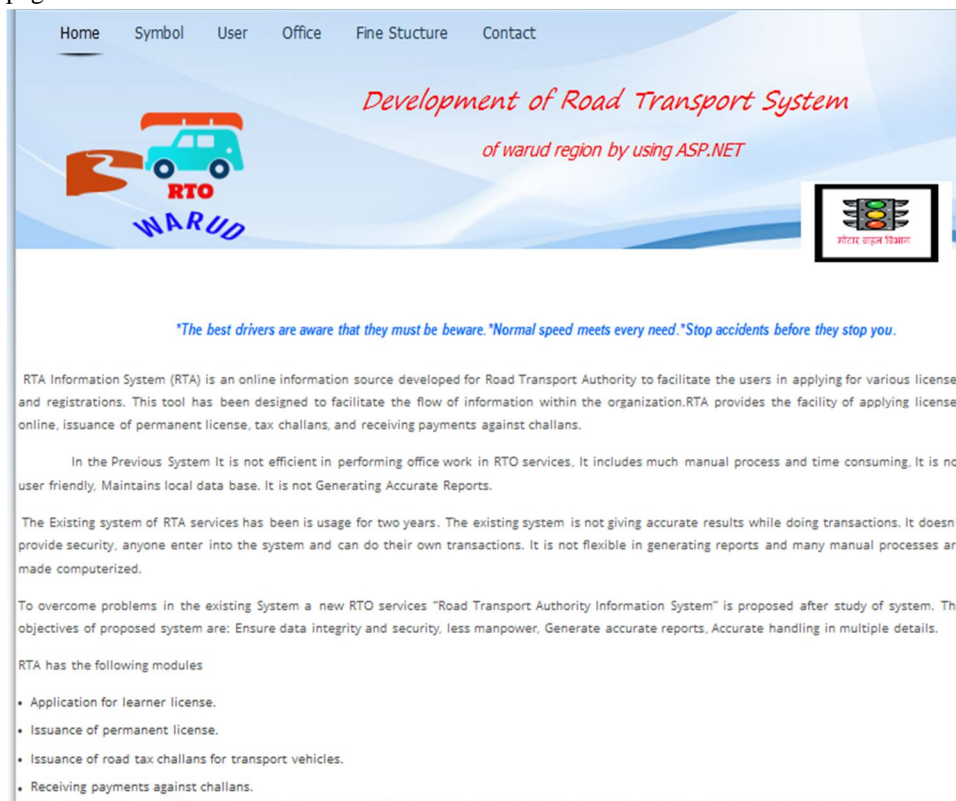 Home Symbol User Office Fine Stucture Contact
Development of Road Transport System
of warud region by using ASP.NET
RTO
WARUD
मोटार वाहन विभाग
*The best drivers are aware that they must be beware.*Normal speed meets every need.*Stop accidents before they stop you.
RTA Information System (RTA) is an online information source developed for Road Transport Authority to facilitate the users in applying for various license
and registrations. This tool has been designed to facilitate the flow of information within the organization.RTA provides the facility of applying license
online, issuance of permanent license, tax challans, and receiving payments against challans.
In the Previous System It is not efficient in performing office work in RTO services, It includes much manual process and time consuming, It is no
user friendly, Maintains local data base. It is not Generating Accurate Reports.
The Existing system of RTA services has been is usage for two years. The existing system is not giving accurate results while doing transactions. It doesn'
provide security, anyone enter into the system and can do their own transactions. It is not flexible in generating reports and many manual processes ar
made computerized.
To overcome problems in the existing System a new RTO services “Road Transport Authority Information System” is proposed after study of system. Th
objectives of proposed system are: Ensure data integrity and security, less manpower, Generate accurate reports, Accurate handling in multiple details.
RTA has the following modules
• Application for learner license.
• Issuance of permanent license.
• Issuance of road tax challans for transport vehicles.
• Receiving payments against challans.